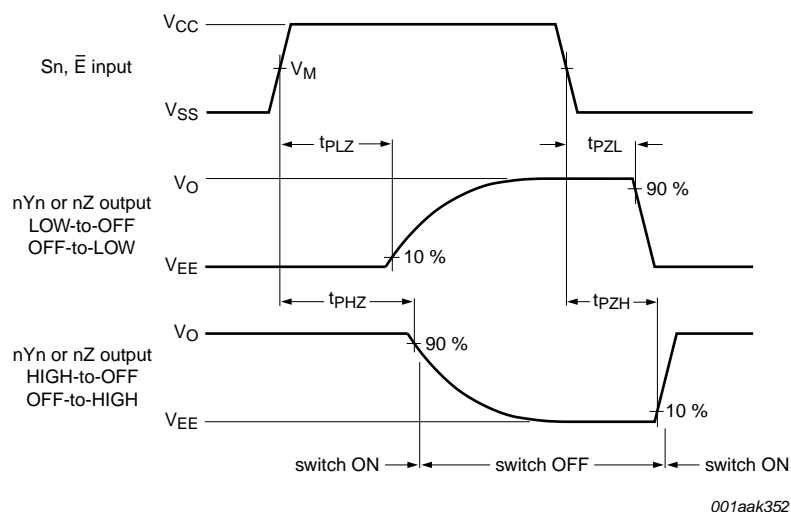 VCC
Sn, E̅ input
VM
VSS
tPLZ
tPZL
VO
nYn or nZ output
LOW-to-OFF
OFF-to-LOW
90 %
10 %
VEE
tPHZ
tPZH
VO
nYn or nZ output
HIGH-to-OFF
OFF-to-HIGH
90 %
10 %
VEE
switch ON
switch OFF
switch ON
001aak352